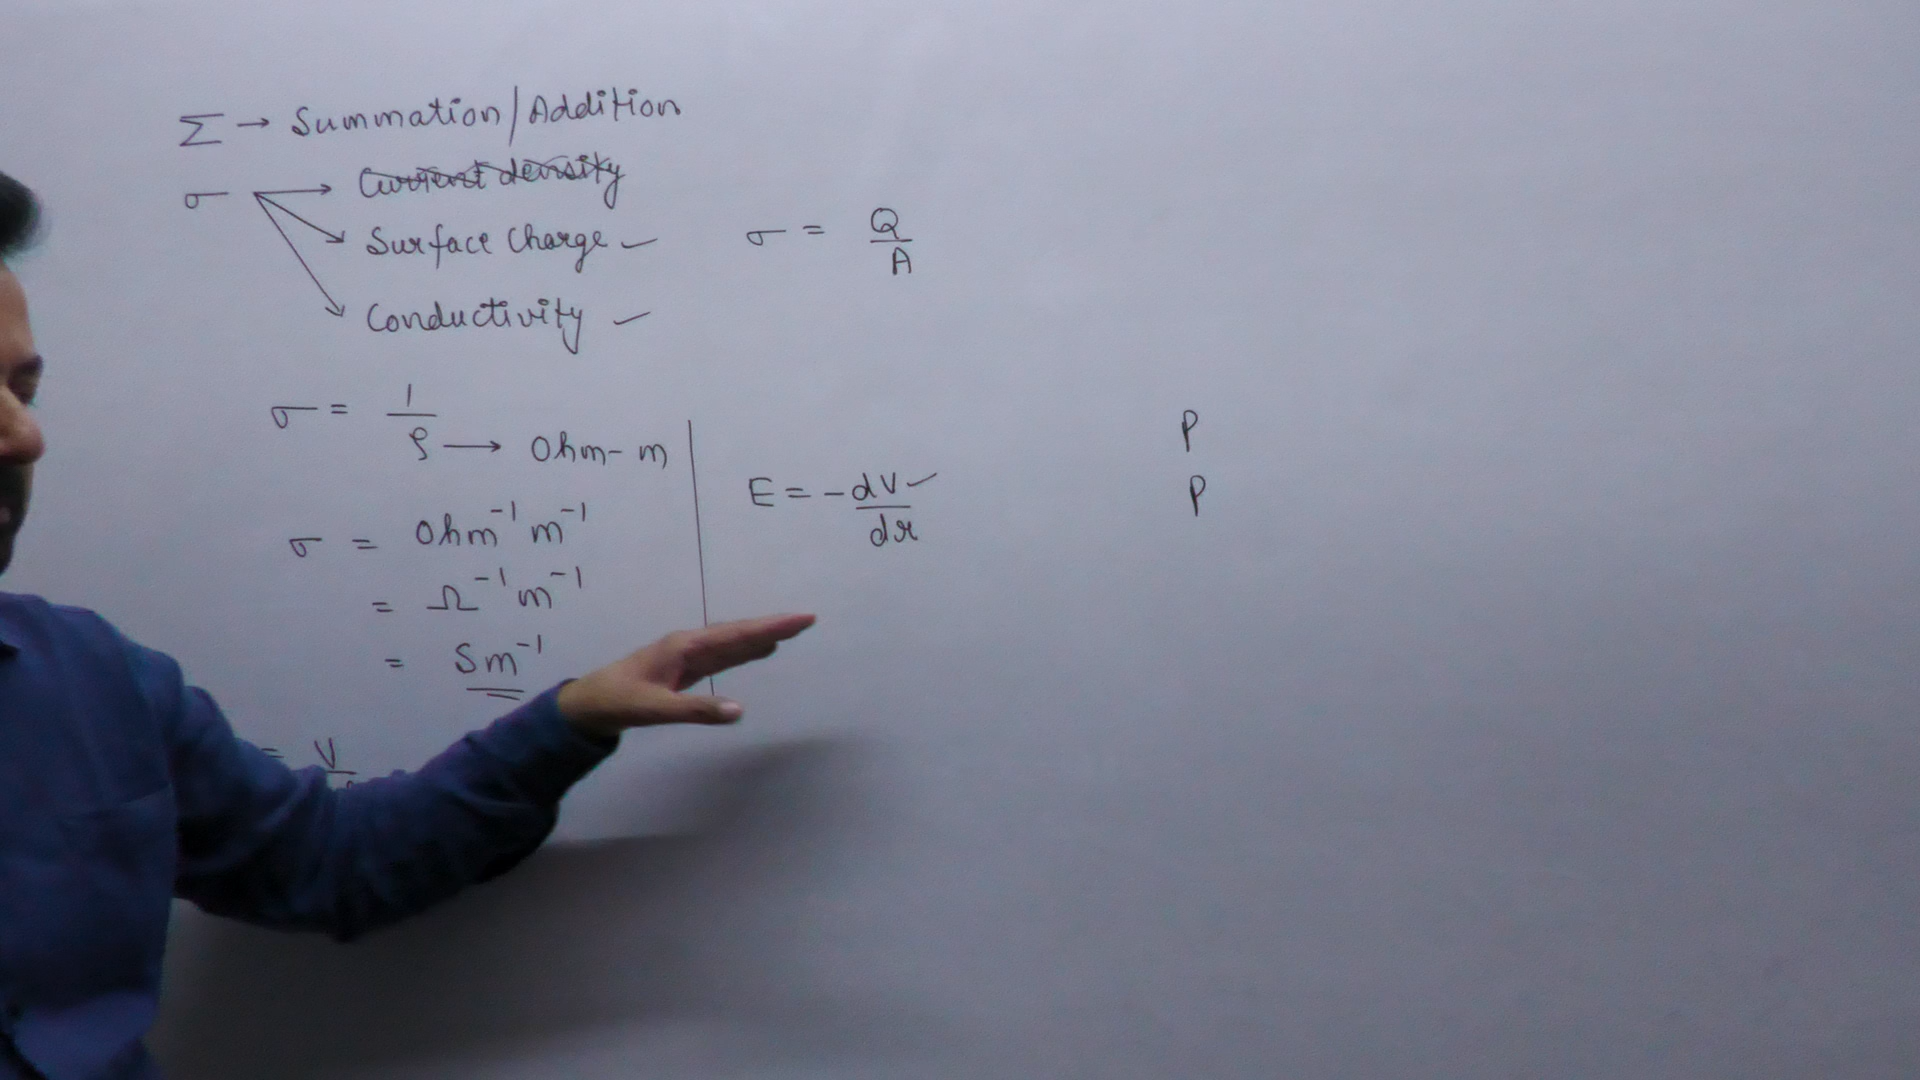 Σ → Summation/Addition
σ → Current density
→ Surface Charge ✓ σ = Q/A
→ Conductivity ✓
σ = 1/ρ → Ohm-m
σ = Ohm⁻¹ m⁻¹
= Ω⁻¹ m⁻¹
= Sm⁻¹
= V
E = -dV/dr ✓
P
P